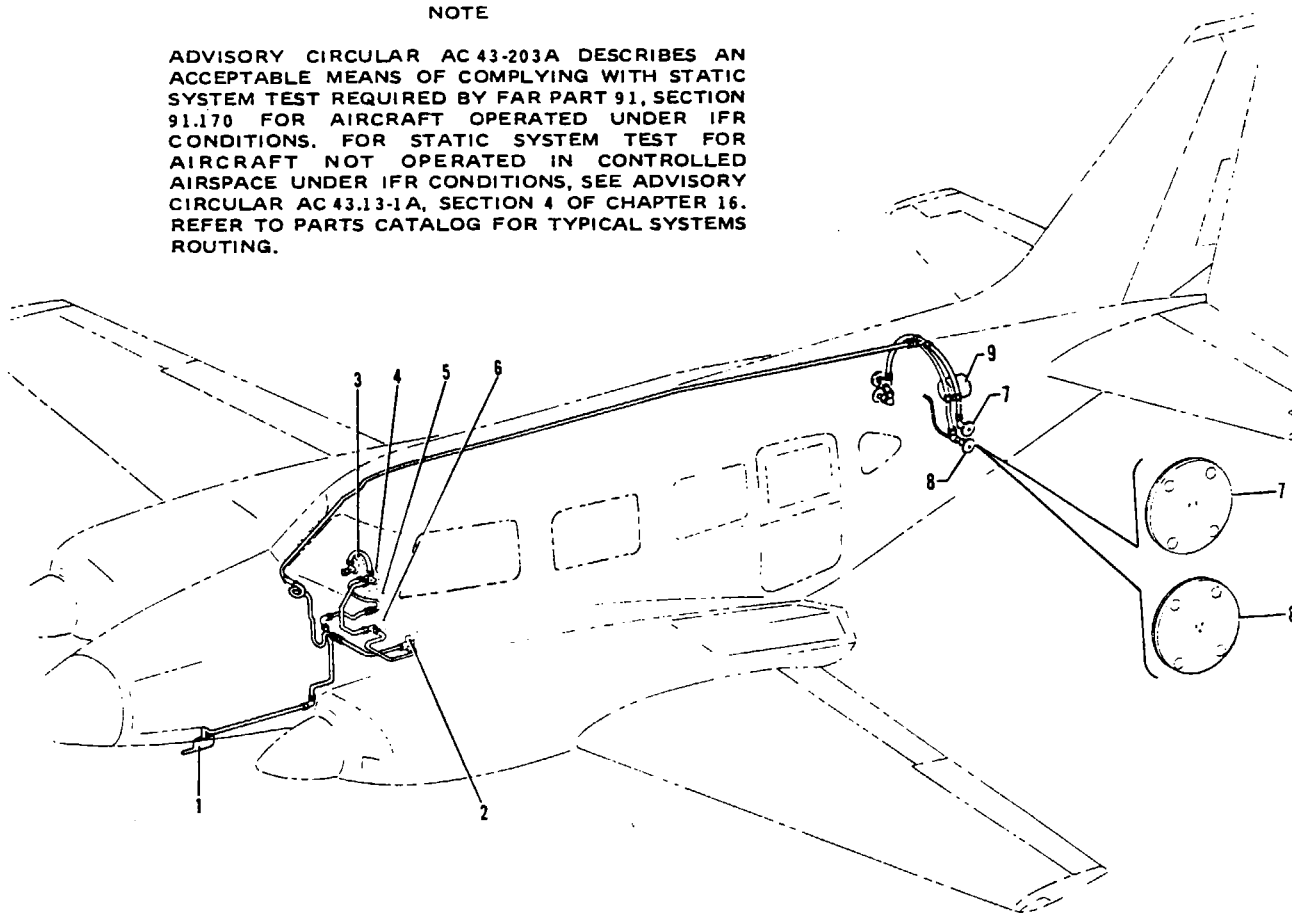 NOTE
ADVISORY CIRCULAR AC 43-203A DESCRIBES AN
ACCEPTABLE MEANS OF COMPLYING WITH STATIC
SYSTEM TEST REQUIRED BY FAR PART 91, SECTION
91.170 FOR AIRCRAFT OPERATED UNDER IFR
CONDITIONS. FOR STATIC SYSTEM TEST FOR
AIRCRAFT NOT OPERATED IN CONTROLLED
AIRSPACE UNDER IFR CONDITIONS, SEE ADVISORY
CIRCULAR AC 43.13-1A, SECTION 4 OF CHAPTER 16.
REFER TO PARTS CATALOG FOR TYPICAL SYSTEMS
ROUTING.
3
4
5
6
9
7
8
7
8
1
2